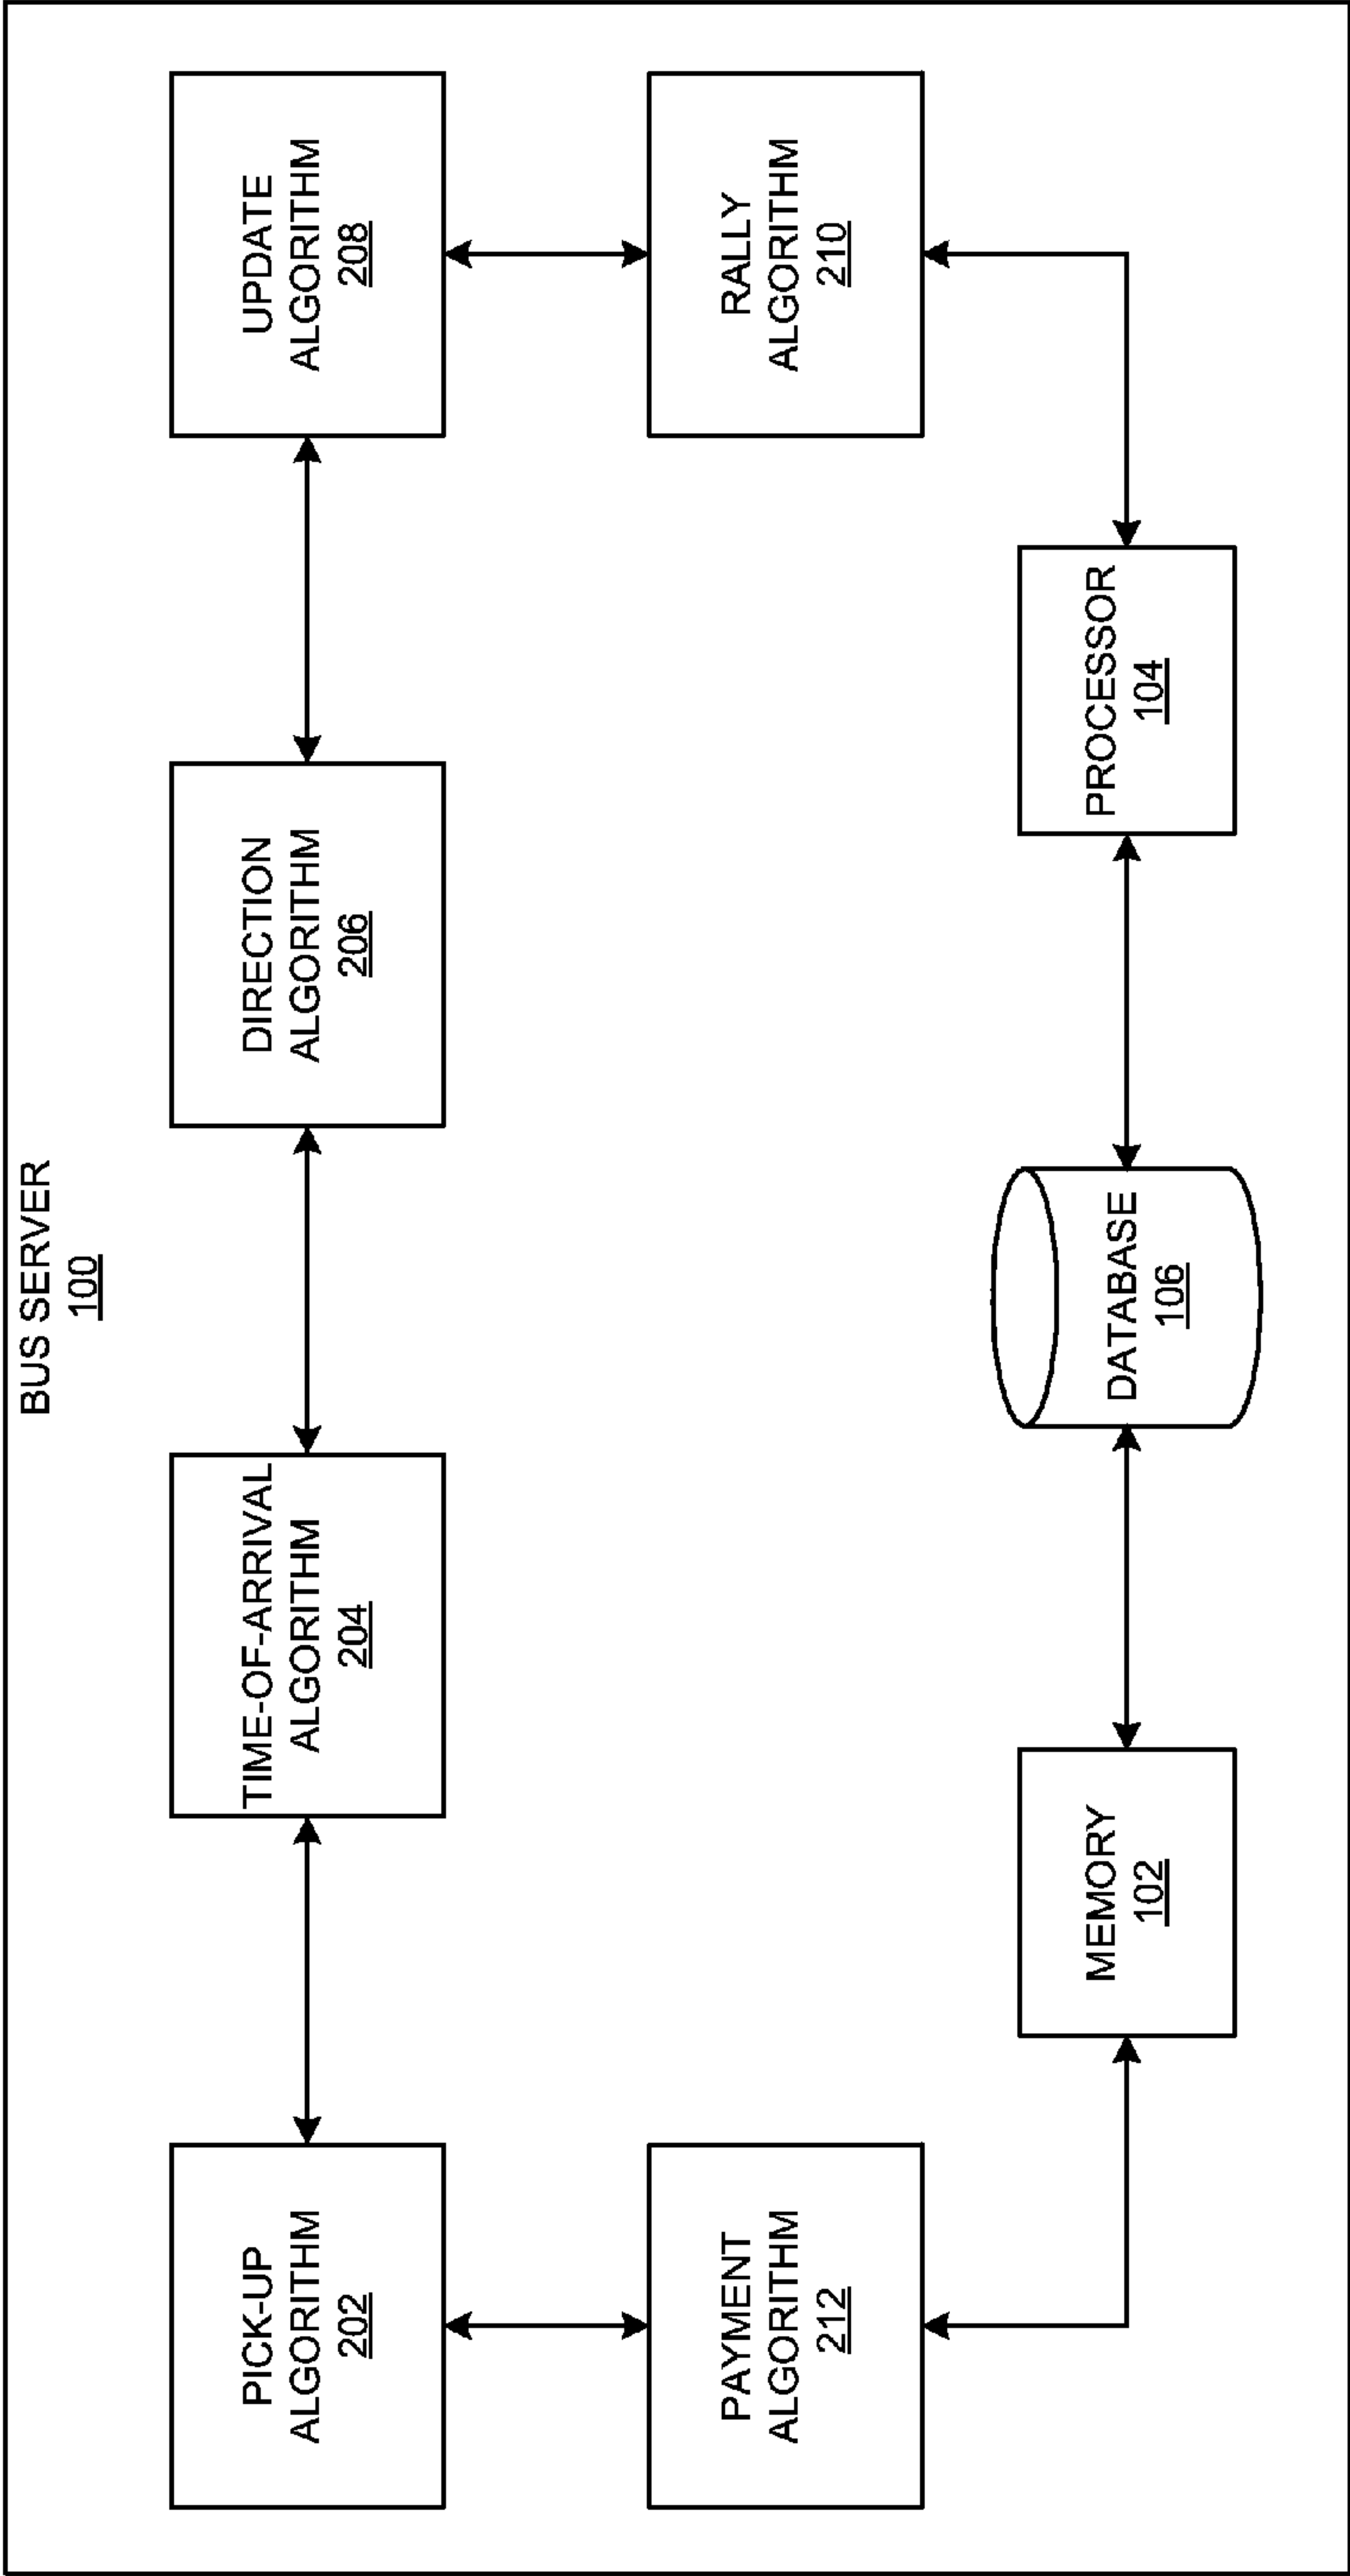 BUS SERVER
100
PICK-UP
ALGORITHM
202
TIME-OF-ARRIVAL
ALGORITHM
204
DIRECTION
ALGORITHM
206
UPDATE
ALGORITHM
208
PAYMENT
ALGORITHM
212
RALLY
ALGORITHM
210
MEMORY
102
DATABASE
106
PROCESSOR
104